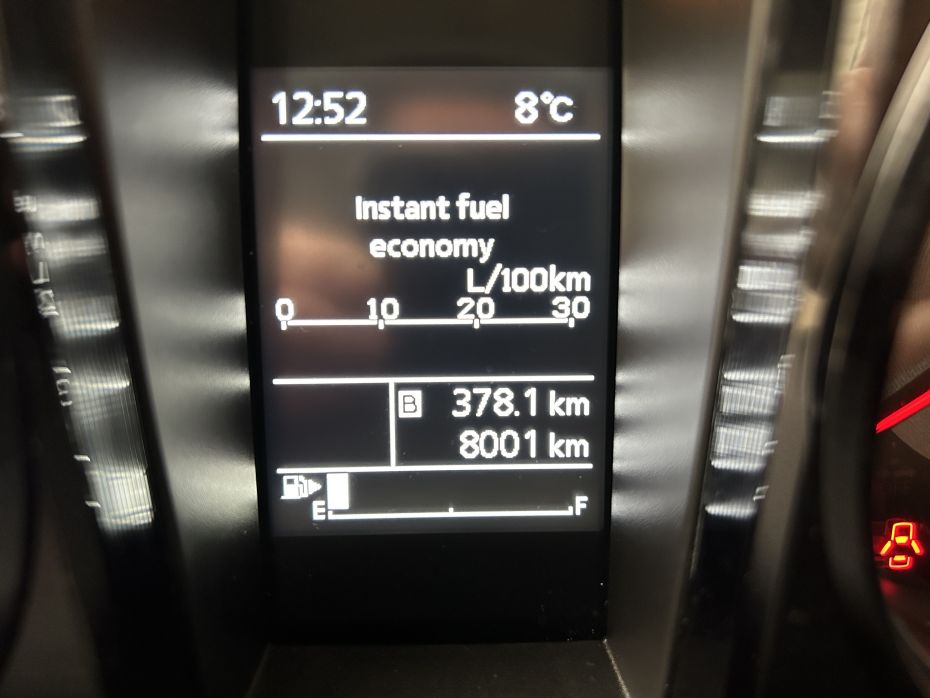 12:52 8°C
Instant fuel
economy
L/100km
0 10 20 30
B 378.1 km
8001 km
E F